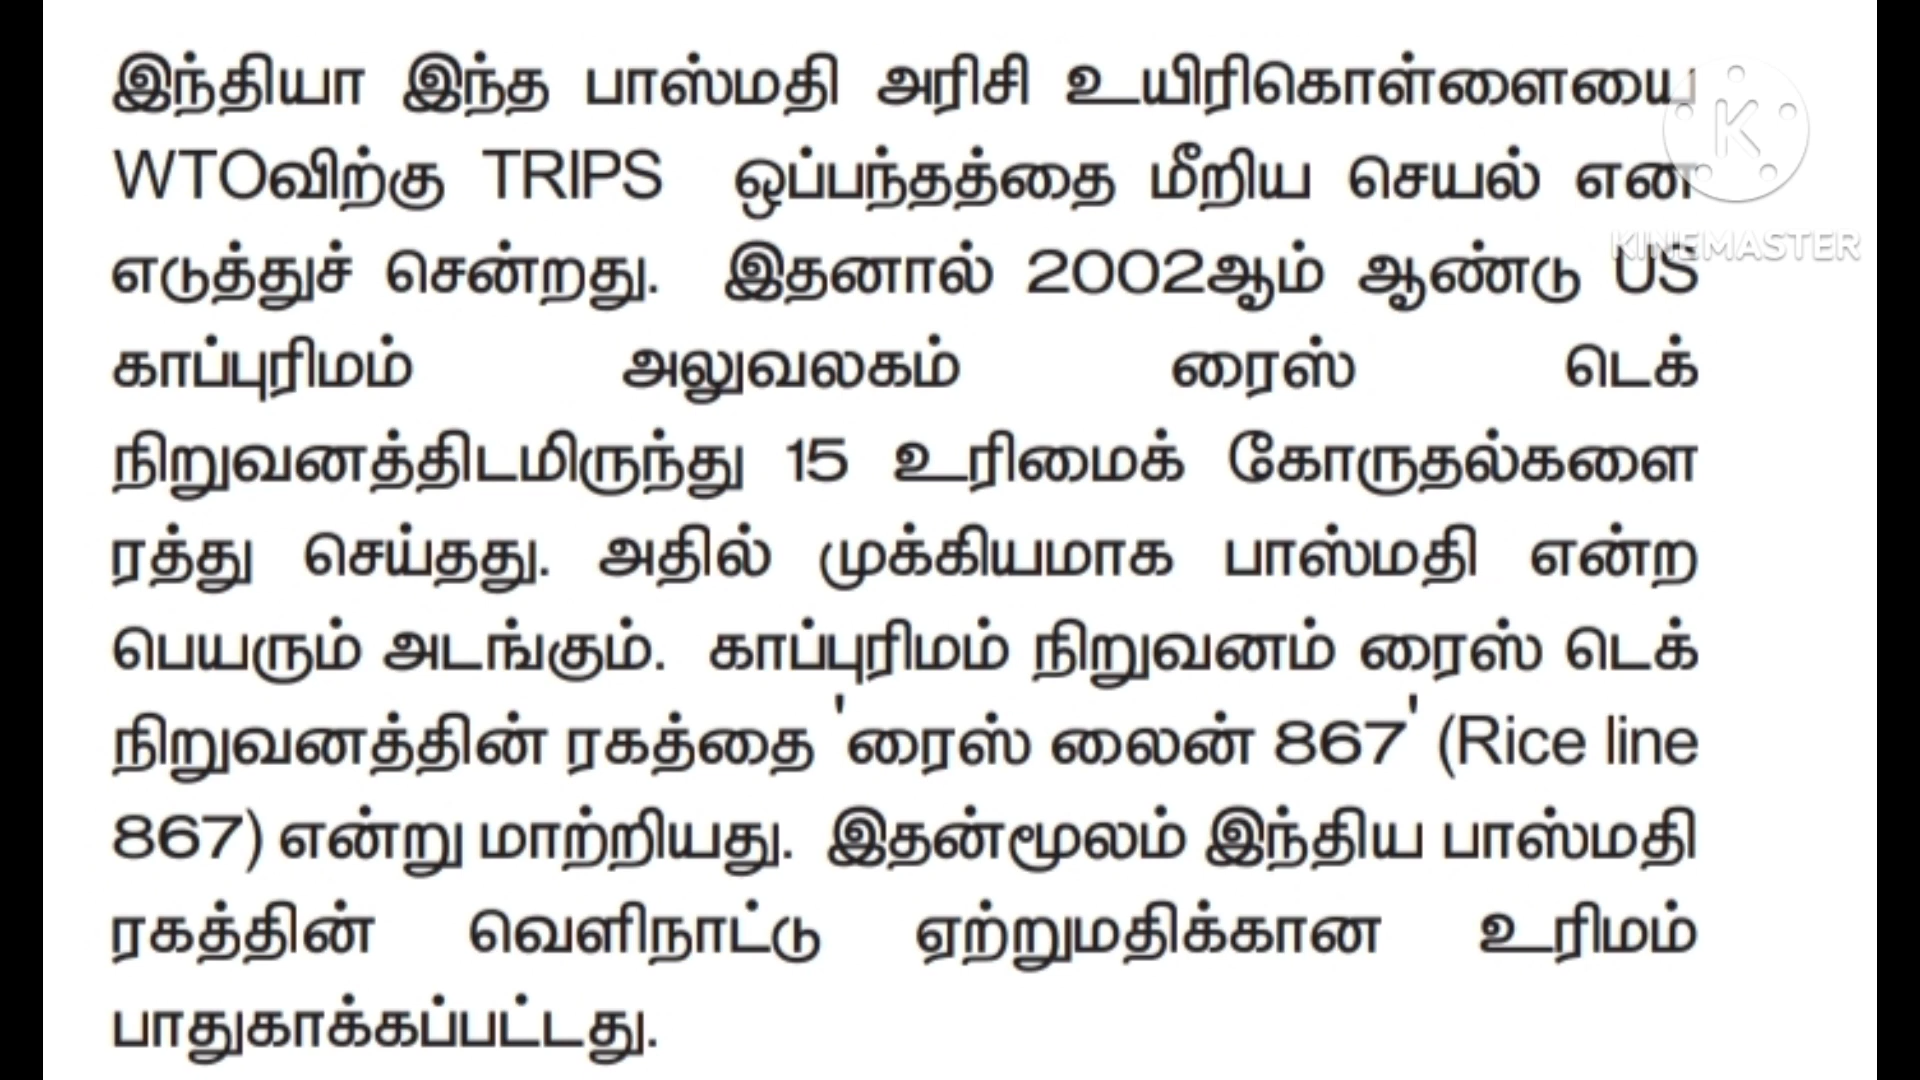 இந்தியா இந்த பாஸ்மதி அரிசி உயிரிகொள்ளையை
WTOவிற்கு TRIPS ஒப்பந்தத்தை மீறிய செயல் என
எடுத்துச் சென்றது. இதனால் 2002ஆம் ஆண்டு US
காப்புரிமம் அலுவலகம் ரைஸ் டெக்
நிறுவனத்திடமிருந்து 15 உரிமைக் கோருதல்களை
ரத்து செய்தது. அதில் முக்கியமாக பாஸ்மதி என்ற
பெயரும் அடங்கும். காப்புரிமம் நிறுவனம் ரைஸ் டெக்
நிறுவனத்தின் ரகத்தை 'ரைஸ் லைன் 867' (Rice line
867) என்று மாற்றியது. இதன்மூலம் இந்திய பாஸ்மதி
ரகத்தின் வெளிநாட்டு ஏற்றுமதிக்கான உரிமம்
பாதுகாக்கப்பட்டது.
K
KINEMASTER